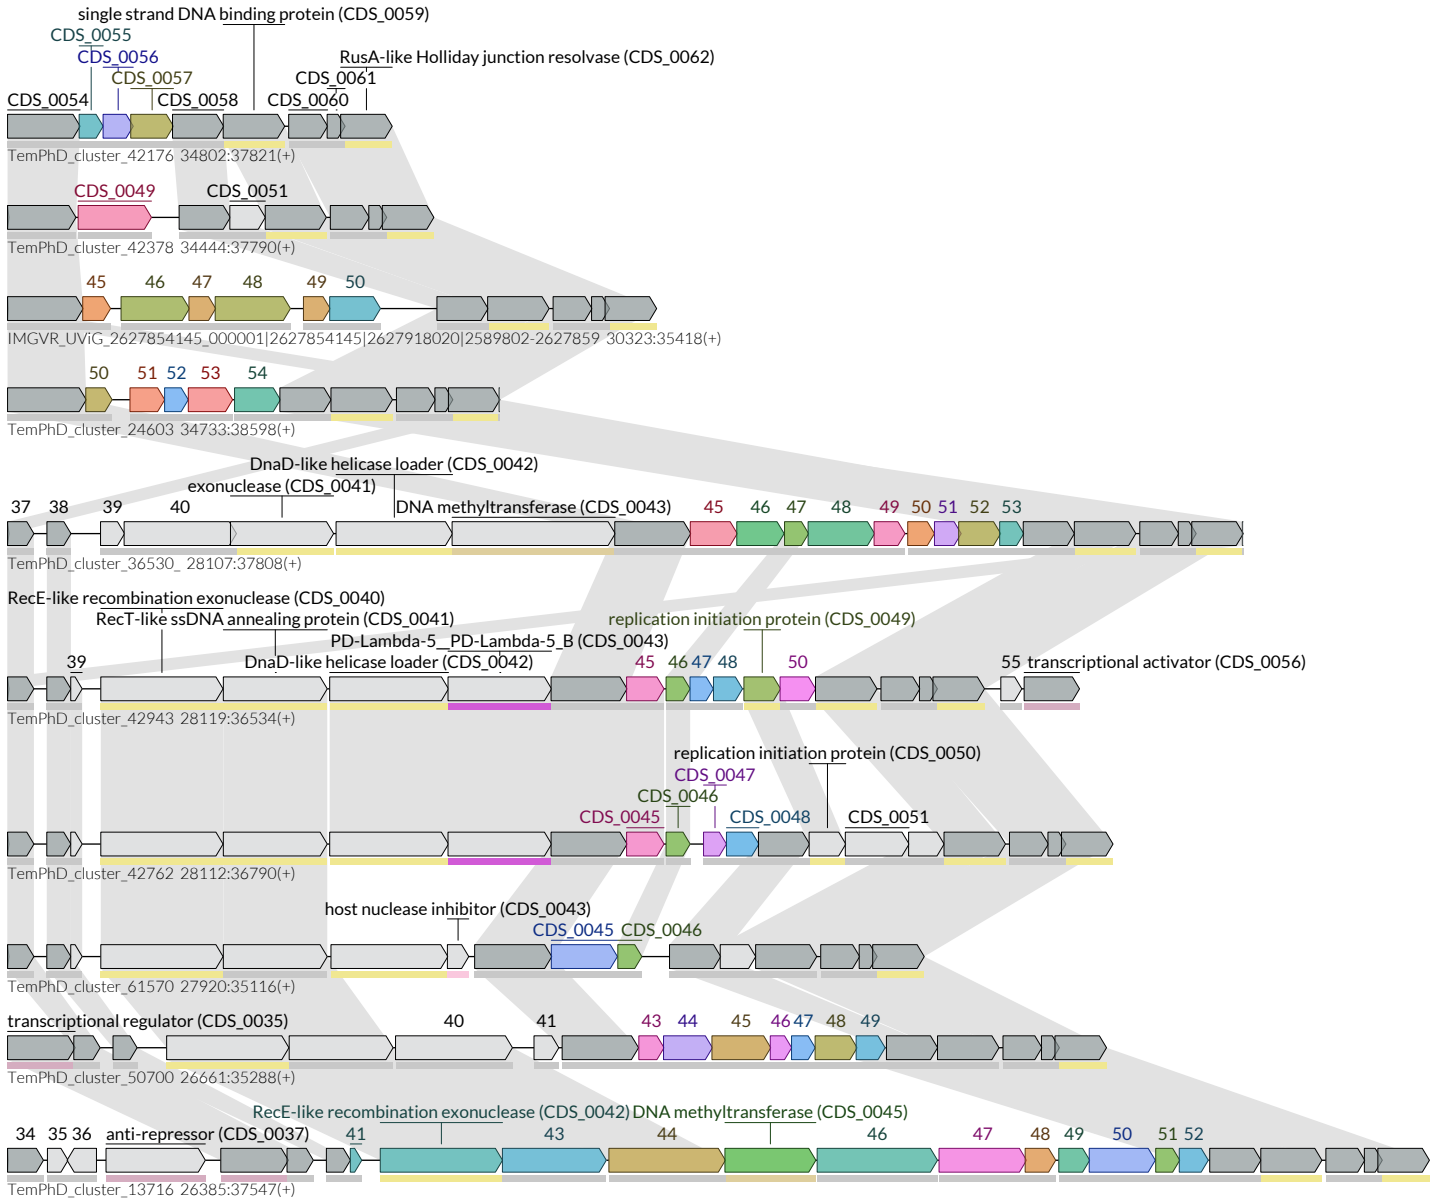 single strand DNA binding protein (CDS_0059)
CDS_0055
CDS_0056 RusA-like Holliday junction resolvase (CDS_0062)
CDS_0057 CDS_0061
CDS_0054 CDS_0058 CDS_0060
TemPhD_cluster_42176 34802:37821(+)
CDS_0049 CDS_0051
TemPhD_cluster_42378 34444:37790(+)
45 46 47 48 49 50
IMGVR_UViG_2627854145_000001|2627854145|2627918020|2589802-2627859 30323:35418(+)
50 51 52 53 54
TemPhD_cluster_24603 34733:38598(+)
DnaD-like helicase loader (CDS_0042)
exonuclease (CDS_0041)
37 38 39 40 DNA methyltransferase (CDS_0043) 45 46 47 48 49 50 51 52 53
TemPhD_cluster_36530_ 28107:37808(+)
RecE-like recombination exonuclease (CDS_0040)
RecT-like ssDNA annealing protein (CDS_0041) replication initiation protein (CDS_0049)
PD-Lambda-5__PD-Lambda-5_B (CDS_0043)
39 DnaD-like helicase loader (CDS_0042) 45 46 47 48 50 55 transcriptional activator (CDS_0056)
TemPhD_cluster_42943 28119:36534(+)
replication initiation protein (CDS_0050)
CDS_0047
CDS_0046
CDS_0045 CDS_0048 CDS_0051
TemPhD_cluster_42762 28112:36790(+)
host nuclease inhibitor (CDS_0043)
CDS_0045 CDS_0046
TemPhD_cluster_61570 27920:35116(+)
transcriptional regulator (CDS_0035) 40 41 43 44 45 46 47 48 49
TemPhD_cluster_50700 26661:35288(+)
RecE-like recombination exonuclease (CDS_0042) DNA methyltransferase (CDS_0045)
34 35 36 anti-repressor (CDS_0037) 41 43 44 46 47 48 49 50 51 52
TemPhD_cluster_13716 26385:37547(+)